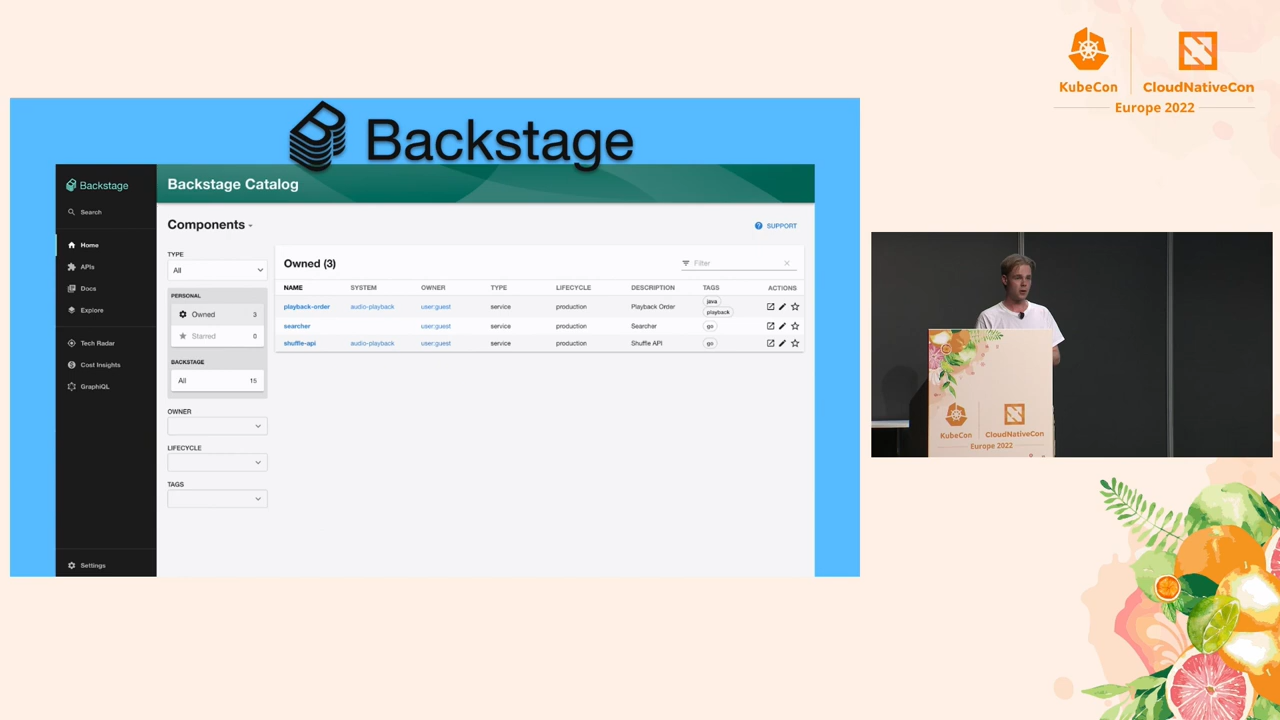 KubeCon
CloudNativeCon
Europe 2022
Backstage
Backstage
Backstage Catalog
Search
Home
APIs
Docs
Explore
Tech Radar
Cost Insights
GraphiQL
Settings
Components
SUPPORT
TYPE
All
PERSONAL
Owned 3
Starred 0
BACKSTAGE
All 15
OWNER
LIFECYCLE
TAGS
Owned (3)
Filter
NAME SYSTEM OWNER TYPE LIFECYCLE DESCRIPTION TAGS ACTIONS
playback-order audio-playback user:guest service production Playback Order java playback
searcher user:guest service production Searcher go
shuffle-api audio-playback user:guest service production Shuffle API go
KubeCon
CloudNativeCon
Europe 2022